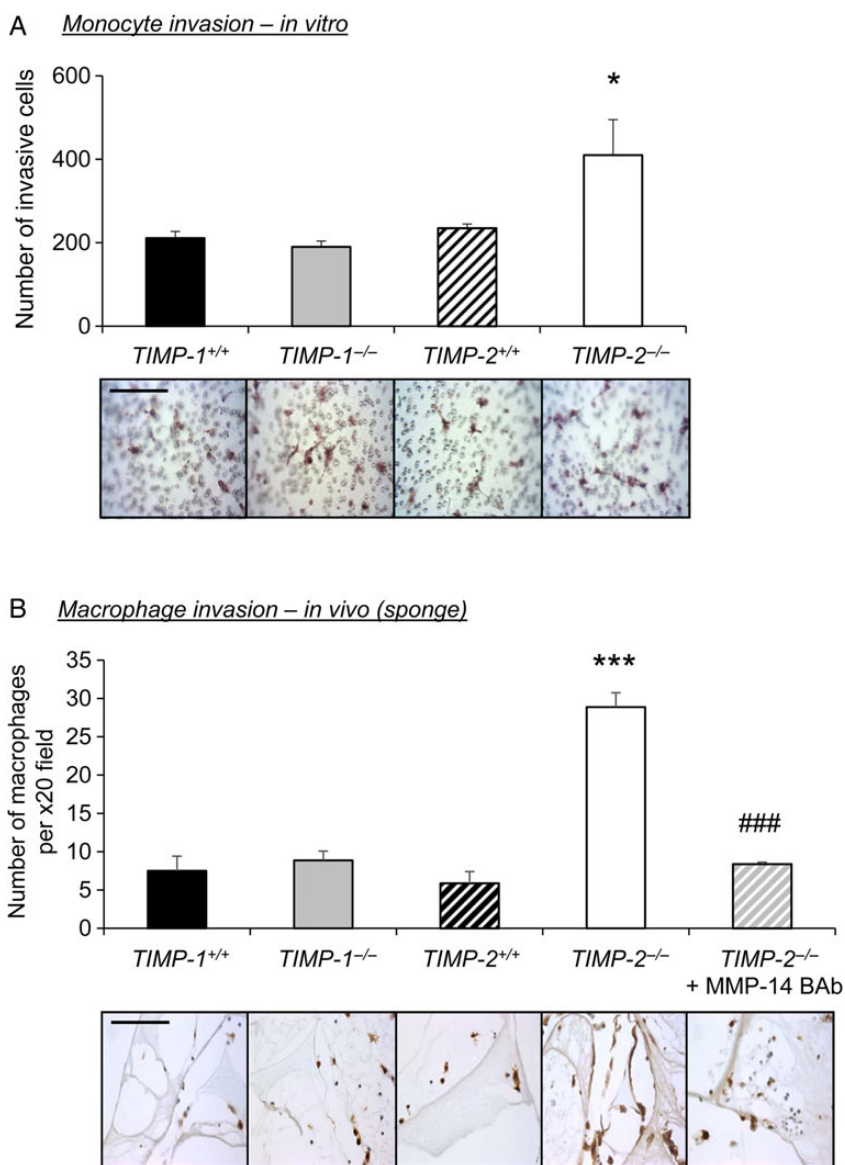 A Monocyte invasion – in vitro
Number of invasive cells
600
400
200
0
*
TIMP-1+/+ TIMP-1–/– TIMP-2+/+ TIMP-2–/–
B Macrophage invasion – in vivo (sponge)
Number of macrophages
per x20 field
35
30
25
20
15
10
5
0
***
###
TIMP-1+/+ TIMP-1–/– TIMP-2+/+ TIMP-2–/– TIMP-2–/–
+ MMP-14 BAb